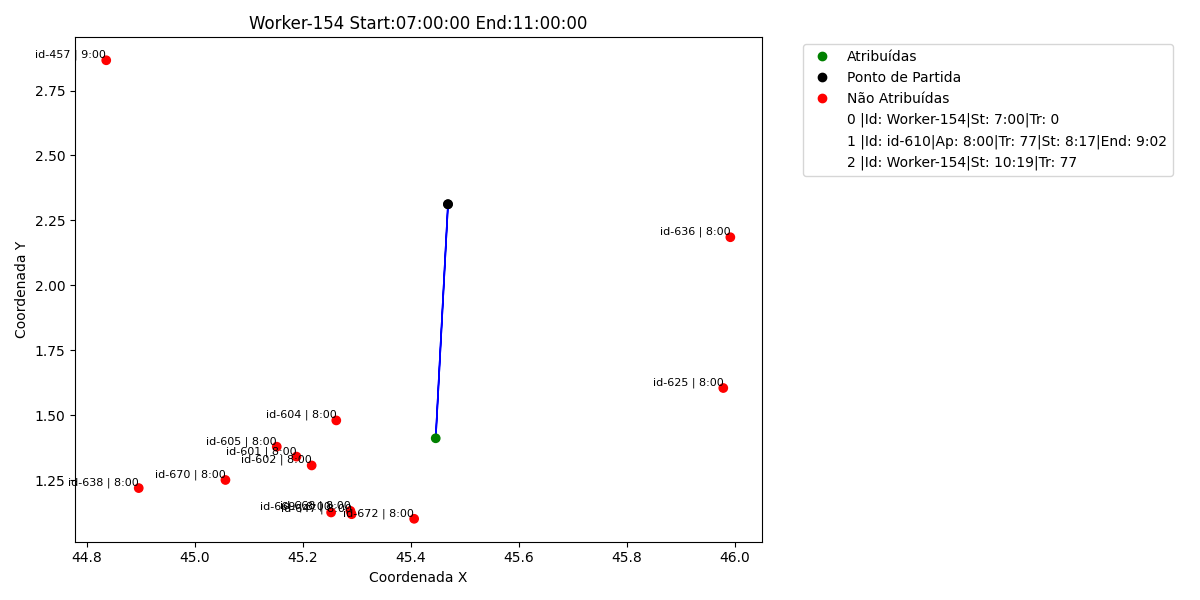 Worker-154 Start:07:00:00 End:11:00:00
id-457 | 9:00
id-636 | 8:00
id-625 | 8:00
id-604 | 8:00
id-605 | 8:00
id-601 | 8:00
id-602 | 8:00
id-670 | 8:00
id-638 | 8:00
id-672 | 8:00
2.75
2.50
2.25
2.00
1.75
1.50
1.25
44.8 45.0 45.2 45.4 45.6 45.8 46.0
Coordenada X
Coordenada Y
Atribuídas
Ponto de Partida
Não Atribuídas
0 |Id: Worker-154|St: 7:00|Tr: 0
1 |Id: id-610|Ap: 8:00|Tr: 77|St: 8:17|End: 9:02
2 |Id: Worker-154|St: 10:19|Tr: 77